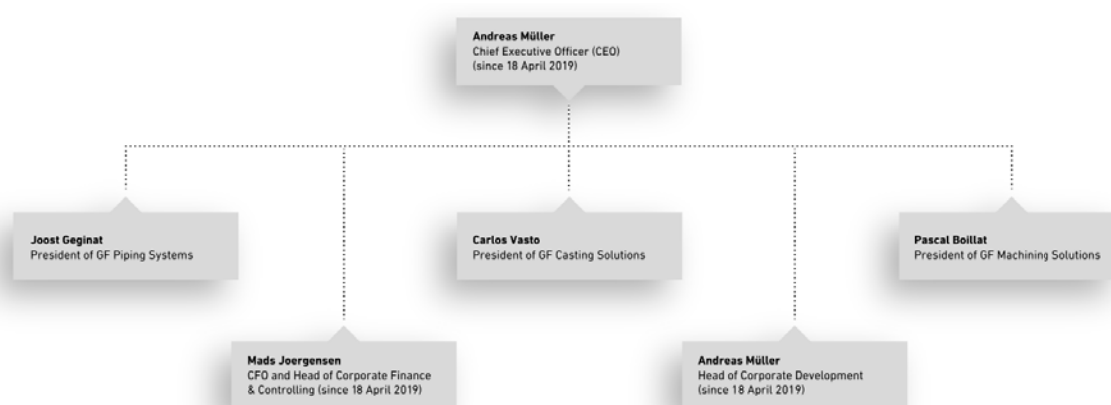 Andreas Müller
Chief Executive Officer (CEO)
(since 18 April 2019)
Joost Geginat
President of GF Piping Systems
Carlos Vasto
President of GF Casting Solutions
Pascal Boillat
President of GF Machining Solutions
Mads Joergensen
CFO and Head of Corporate Finance
& Controlling (since 18 April 2019)
Andreas Müller
Head of Corporate Development
(since 18 April 2019)